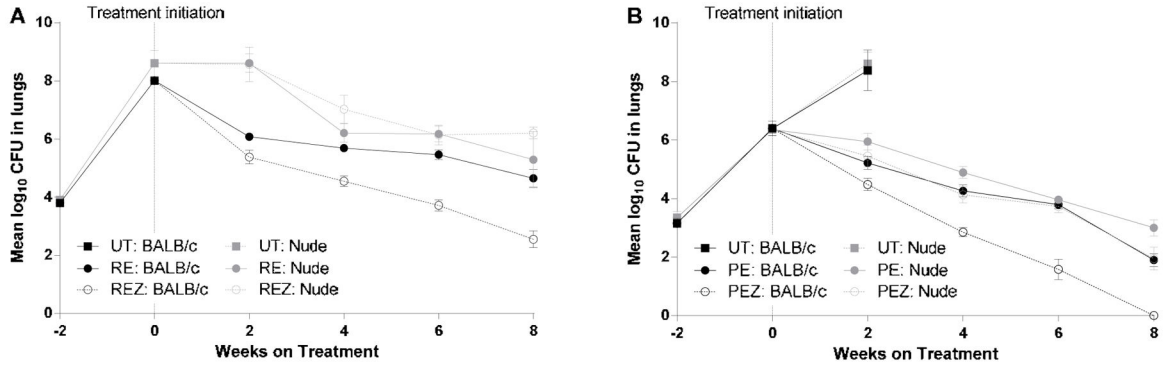 A
Treatment initiation
Mean log10 CFU in lungs
10
8
6
4
2
0
UT: BALB/c
UT: Nude
RE: BALB/c
RE: Nude
REZ: BALB/c
REZ: Nude
-2 0 2 4 6 8
Weeks on Treatment
B
Treatment initiation
Mean log10 CFU in lungs
10
8
6
4
2
0
UT: BALB/c
UT: Nude
PE: BALB/c
PE: Nude
PEZ: BALB/c
PEZ: Nude
-2 0 2 4 6 8
Weeks on Treatment